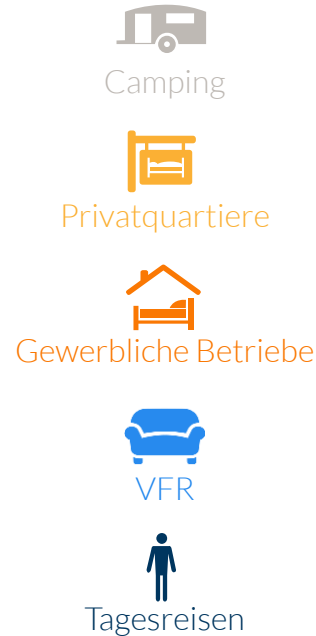 Camping
Privatquartiere
Gewerbliche Betriebe
VFR
Tagesreisen